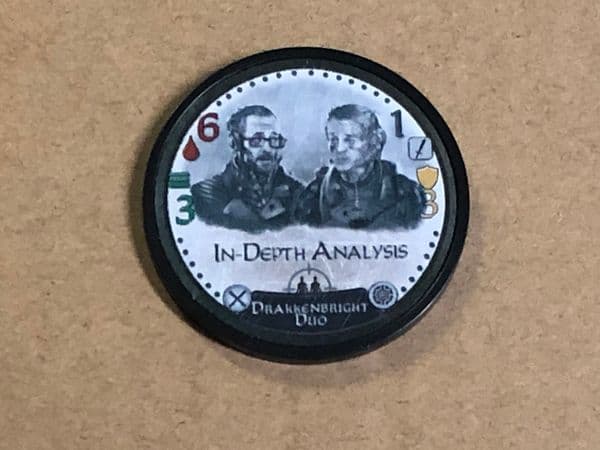 6
1
3
3
In-Depth Analysis
Drakkenbright
Duo